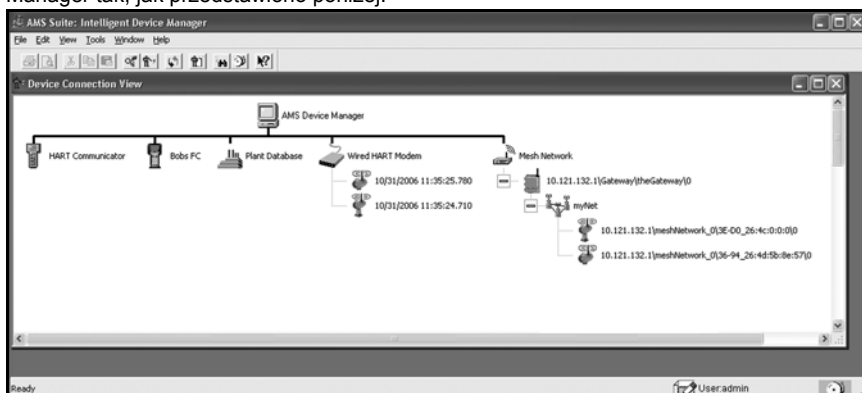 Manager tak, jak przedstawiono poniżej.
AMS Suite: Intelligent Device Manager
File Edit View Tools Window Help
Device Connection View
AMS Device Manager
HART Communicator Bobs FC Plant Database Wired HART Modem Mesh Network
10/31/2006 11:35:25.780 10.121.132.1\Gateway\theGateway\0
10/31/2006 11:35:24.710 myNet
10.121.132.1\meshNetwork_0\3E-D0_26:4c:0:0:0\0
10.121.132.1\meshNetwork_0\36-94_26:4d:5b:8e:57\0
Ready User:admin